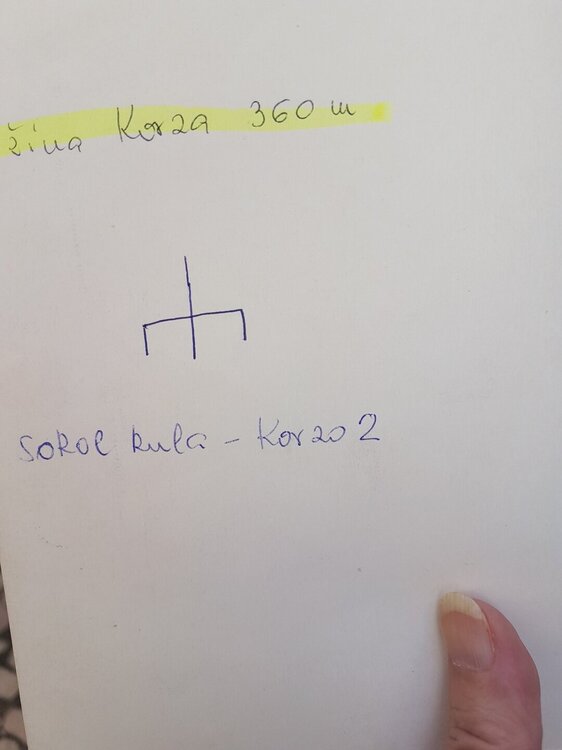 žina Korza 360 m
Sokol kula - Korzo 2